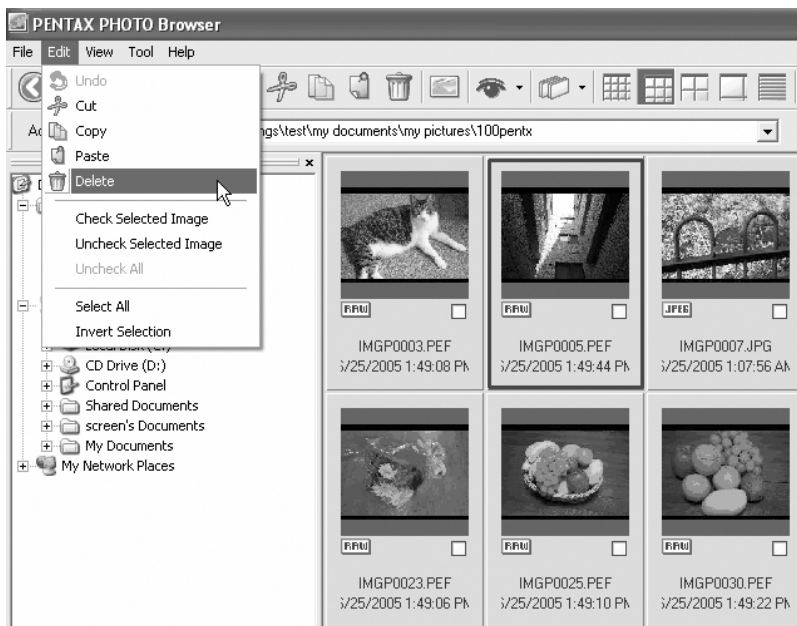 PENTAX PHOTO Browser
File Edit View Tool Help
Undo
Cut
Copy
Paste
Delete
Check Selected Image
Uncheck Selected Image
Uncheck All
Select All
Invert Selection
ngs\test\my documents\my pictures\100pentx
CD Drive (D:)
Control Panel
Shared Documents
screen's Documents
My Documents
My Network Places
RAW RAW JPEG
IMGP0003.PEF IMGP0005.PEF IMGP0007.JPG
/25/2005 1:49:08 PM /25/2005 1:49:44 PM /25/2005 1:07:56 AM
RAW RAW RAW
IMGP0023.PEF IMGP0025.PEF IMGP0030.PEF
/25/2005 1:49:06 PM /25/2005 1:49:10 PM /25/2005 1:49:22 PM